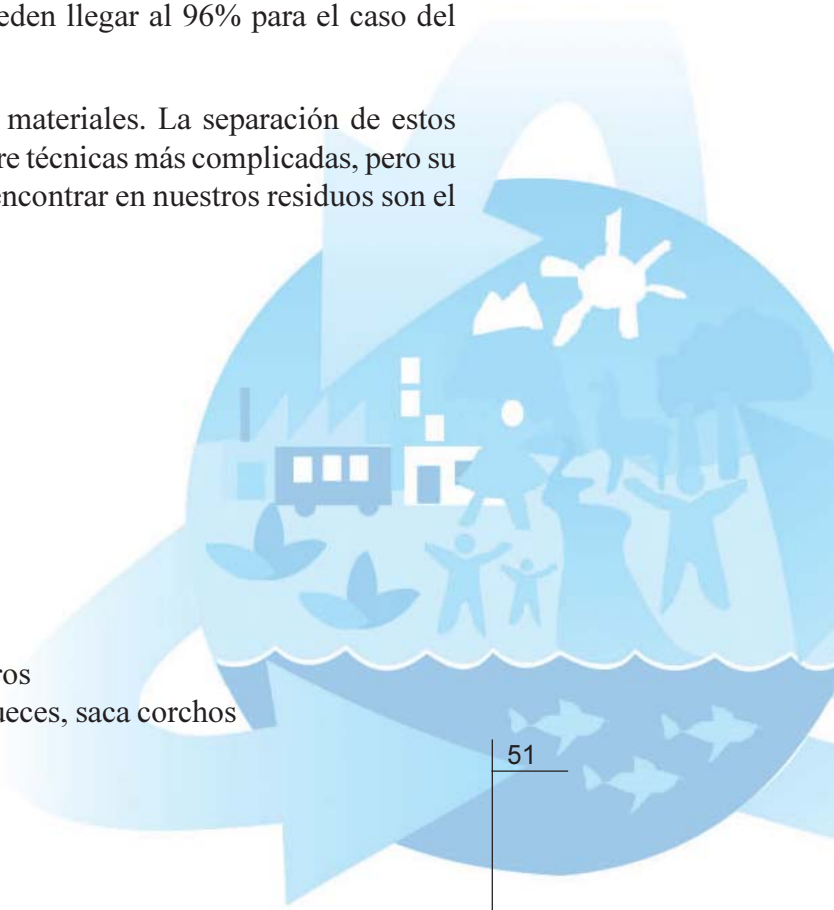 eden llegar al 96% para el caso del
materiales. La separación de estos
re técnicas más complicadas, pero su
encontrar en nuestros residuos son el
ros
ueces, saca corchos
51